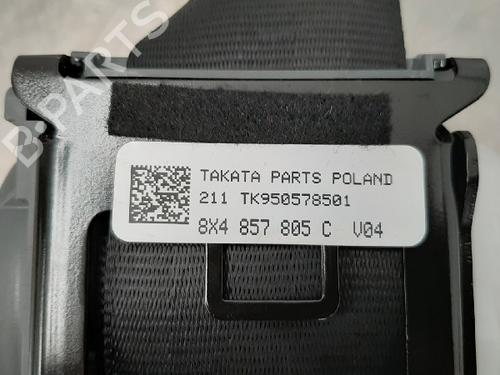 B-PARTS
TAKATA PARTS POLAND
211 TK950578501
8X4 857 805 C V04